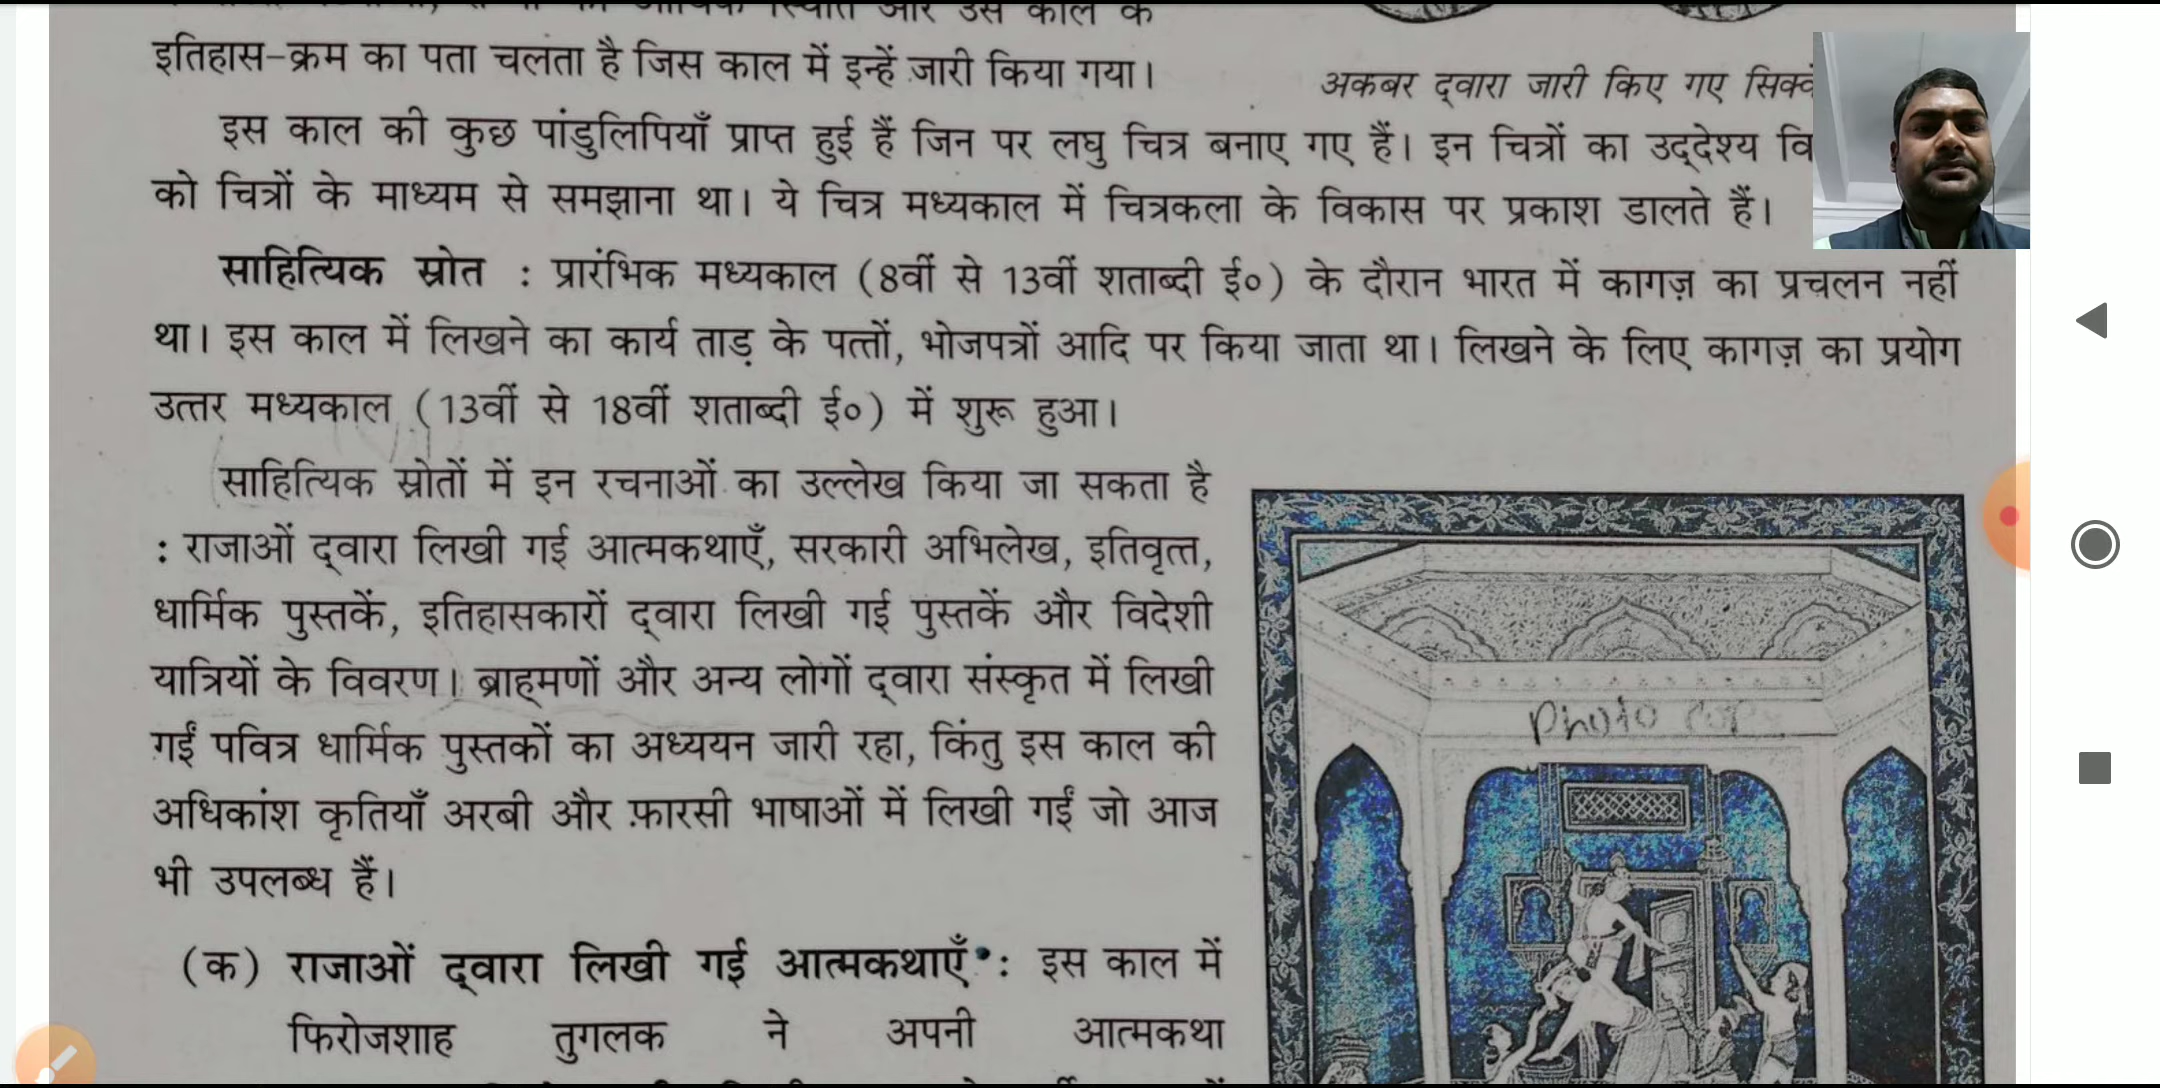 इतिहास-क्रम का पता चलता है जिस काल में इन्हें जारी किया गया।
अकबर द्वारा जारी किए गए
इस काल की कुछ पांडुलिपियाँ प्राप्त हुई हैं जिन पर लघु चित्र बनाए गए हैं। इन चित्रों का उद्देश्य
को चित्रों के माध्यम से समझाना था। ये चित्र मध्यकाल में चित्रकला के विकास पर प्रकाश डालते हैं।
साहित्यिक स्रोत : प्रारंभिक मध्यकाल (8वीं से 13वीं शताब्दी ई०) के दौरान भारत में कागज़ का प्रचलन नहीं
था। इस काल में लिखने का कार्य ताड़ के पत्तों, भोजपत्रों आदि पर किया जाता था। लिखने के लिए कागज़ का प्रयोग
उत्तर मध्यकाल (13वीं से 18वीं शताब्दी ई०) में शुरू हुआ।
साहित्यिक स्रोतों में इन रचनाओं का उल्लेख किया जा सकता है
: राजाओं द्वारा लिखी गई आत्मकथाएँ, सरकारी अभिलेख, इतिवृत्त,
धार्मिक पुस्तकें, इतिहासकारों द्वारा लिखी गई पुस्तकें और विदेशी
यात्रियों के विवरण। ब्राह्मणों और अन्य लोगों द्वारा संस्कृत में लिखी
गईं पवित्र धार्मिक पुस्तकों का अध्ययन जारी रहा, किंतु इस काल की
अधिकांश कृतियाँ अरबी और फ़ारसी भाषाओं में लिखी गईं जो आज
भी उपलब्ध हैं।
(क) राजाओं द्वारा लिखी गई आत्मकथाएँ : इस काल में
फिरोजशाह तुगलक ने अपनी आत्मकथा
Photo